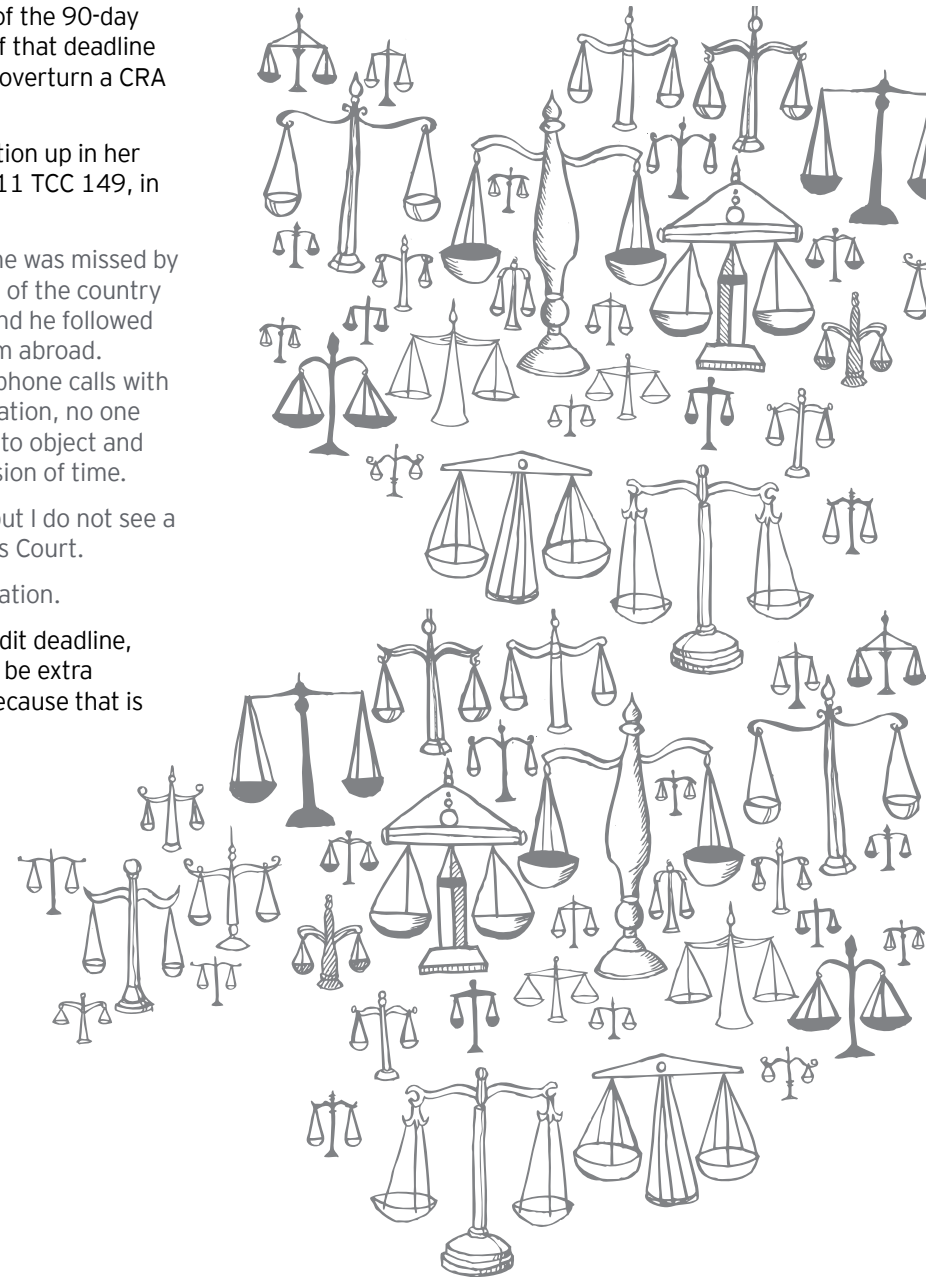 of the 90-day
f that deadline
overturn a CRA
tion up in her
11 TCC 149, in
ne was missed by
of the country
nd he followed
m abroad.
phone calls with
ation, no one
to object and
sion of time.
out I do not see a
s Court.
ation.
dit deadline,
be extra
ecause that is